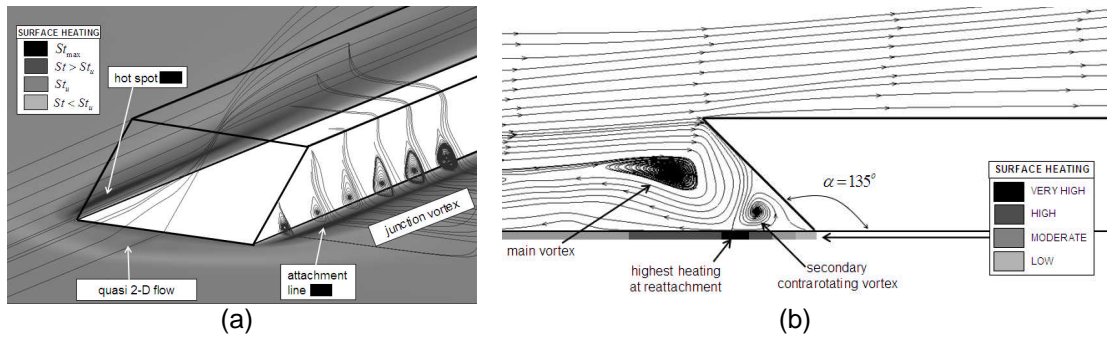 SURFACE HEATING
St_max
St > St_u
St_u
St < St_u
hot spot
junction vortex
attachment
line
quasi 2-D flow
(a)
α=135°
SURFACE HEATING
VERY HIGH
HIGH
MODERATE
LOW
main vortex
highest heating
at reattachment
secondary
contrarotating vortex
(b)